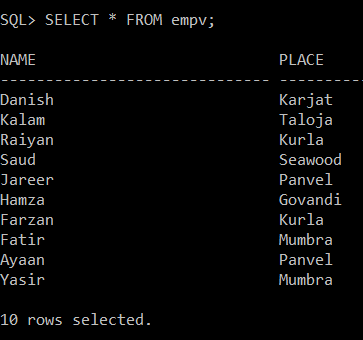 SQL> SELECT * FROM empv;
NAME PLACE
------------------------------ ----------
Danish Karjat
Kalam Taloja
Raiyan Kurla
Saud Seawood
Jareer Panvel
Hamza Govandi
Farzan Kurla
Fatir Mumbra
Ayaan Panvel
Yasir Mumbra
10 rows selected.